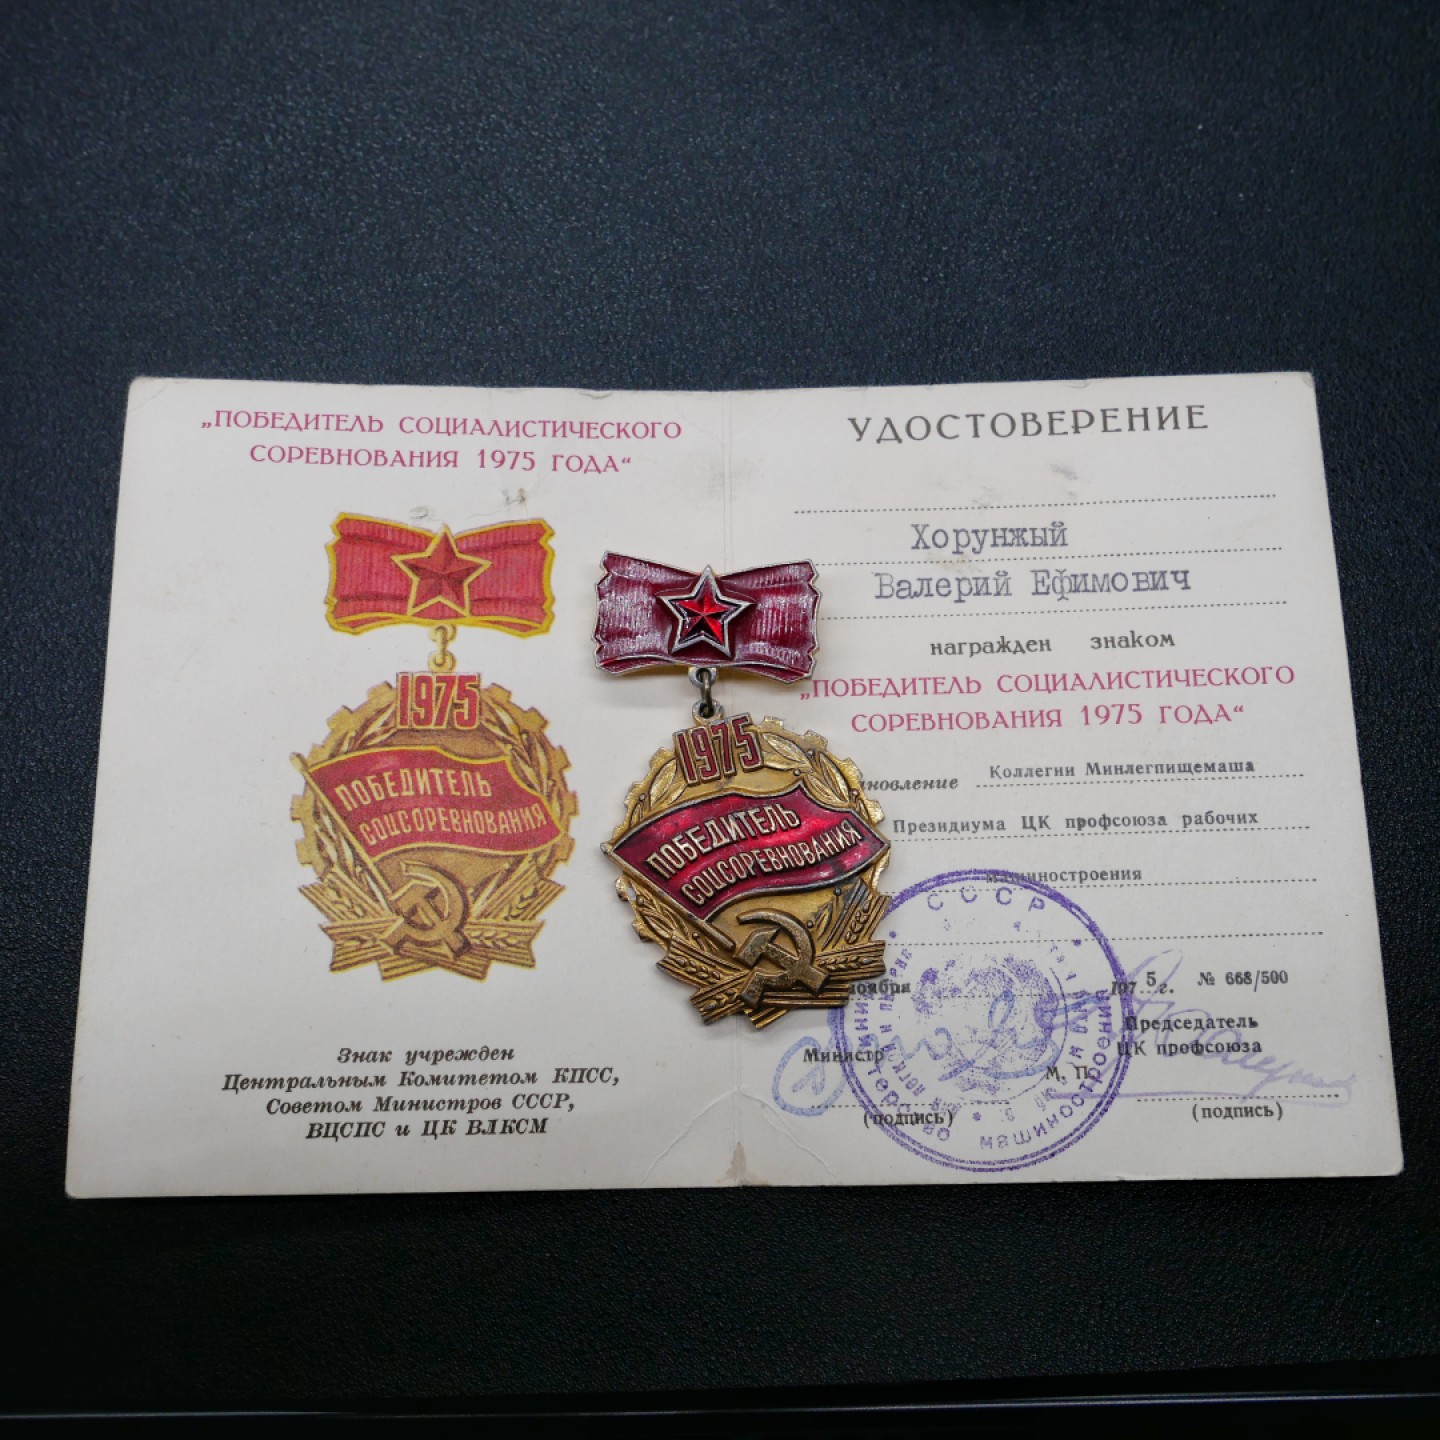 „ПОБЕДИТЕЛЬ СОЦИАЛИСТИЧЕСКОГО
СОРЕВНОВАНИЯ 1975 ГОДА“
1975
ПОБЕДИТЕЛЬ
СОЦСОРЕВНОВАНИЯ
Знак учрежден
Центральным Комитетом КПСС,
Советом Министров СССР,
ВЦСПС и ЦК ВЛКСМ
1975
ПОБЕДИТЕЛЬ
СОЦСОРЕВНОВАНИЯ
УДОСТОВЕРЕНИЕ
Хорунжый
Валерий Ефимович
награжден знаком
„ПОБЕДИТЕЛЬ СОЦИАЛИСТИЧЕСКОГО
СОРЕВНОВАНИЯ 1975 ГОДА“
Коллегии Минлегпищемаша
Президиума ЦК профсоюза рабочих
машиностроения
1975 г. № 668/500
Министр
Председатель
ЦК профсоюза
М. П.
(подпись)
(подпись)
СССР
машиностроения